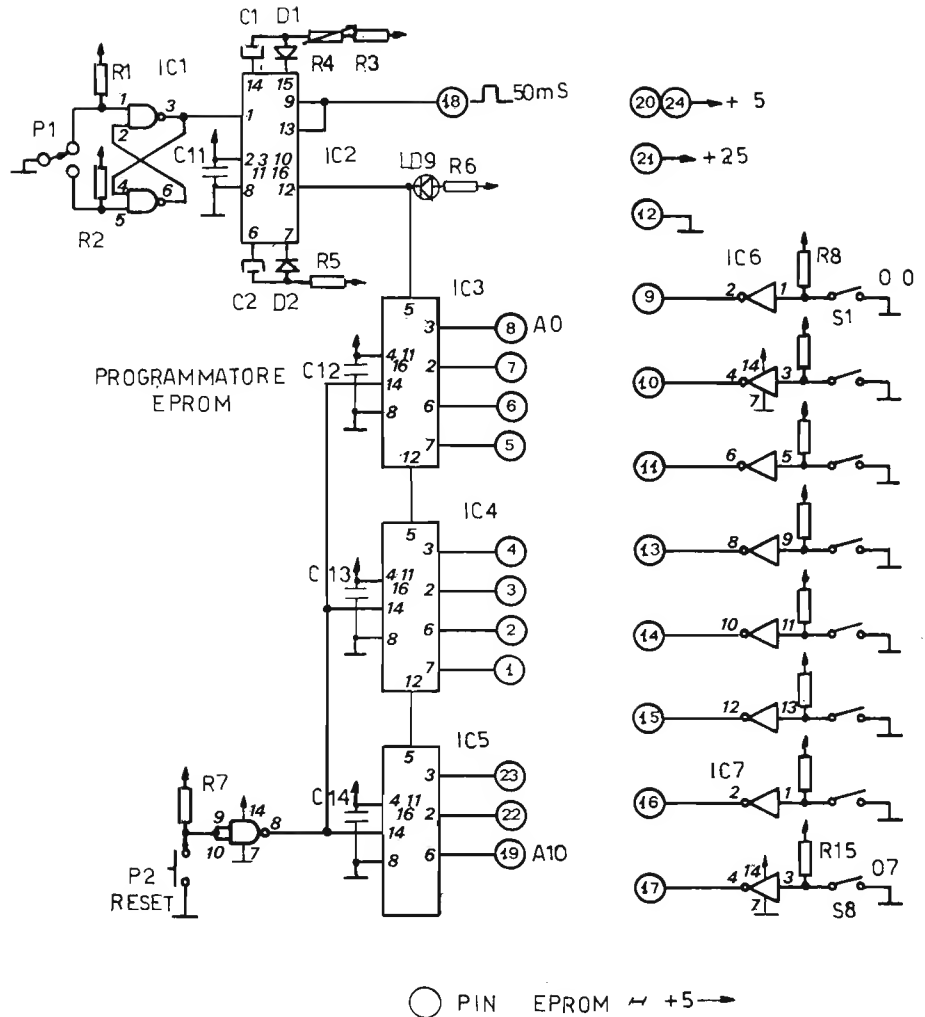 C1 D1
R4 R3
R1 IC1
14 15
1 3 1 9 18 50mS
2 13
P1
C11 2 3 10 IC2
11 16
4 6 8 12 LD9 R6
5
R2
6 7 R5
C2 D2
IC3
5
3 8 A0
4 11 2 7
C12 16
14 6 6
8 7 5
12
PROGRAMMATORE
EPROM
IC4
5
3 4
C13 4 11 2 3
16
14 6 2
8 7 1
12
IC5
5
3 23
C14 4 11 2 22
16
14 6 19 A10
8
R7
9 14 8
10 7
P2
RESET
20 24 + 5
21 +25
12
IC6 R8 00
9 2 1
S1
10 4 14 3
7
11 6 5
13 8 9
14 10 11
15 12 13
IC7
16 2 1
R15 07
17 4 14 3
7 S8
PIN EPROM +5